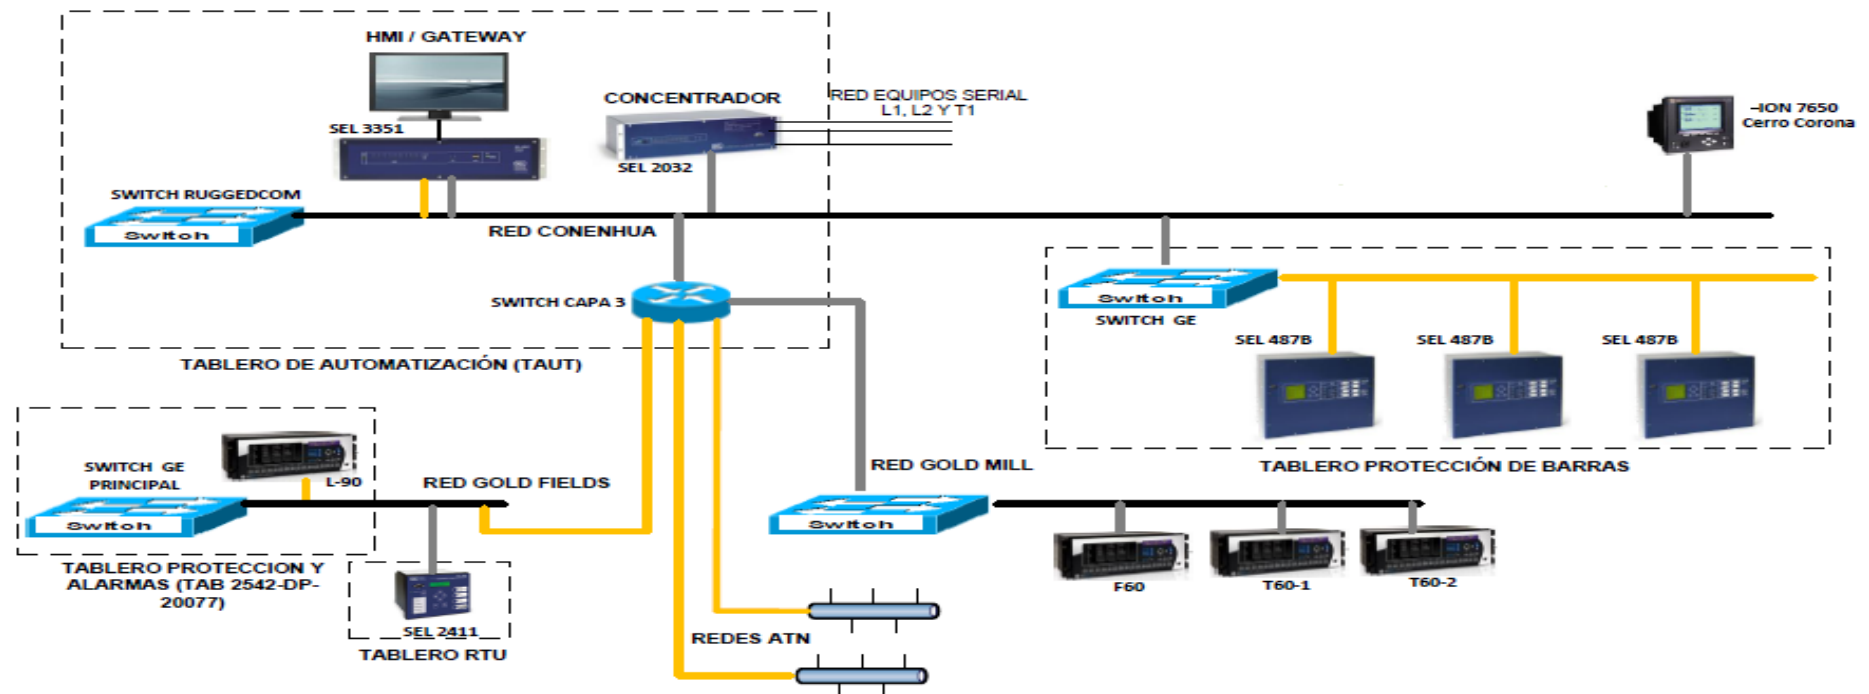 HMI / GATEWAY
CONCENTRADOR
RED EQUIPOS SERIAL
L1, L2 Y T1
SEL 3351
SEL 2032
–ION 7650
Cerro Corona
SWITCH RUGGEDCOM
Switch
RED CONENHUA
SWITCH CAPA 3
Switch
SWITCH GE
SEL 487B
SEL 487B
SEL 487B
TABLERO DE AUTOMATIZACIÓN (TAUT)
TABLERO PROTECCIÓN DE BARRAS
SWITCH GE
PRINCIPAL
L-90
Switch
RED GOLD FIELDS
RED GOLD MILL
Switch
F60
T60-1
T60-2
TABLERO PROTECCION Y
ALARMAS (TAB 2542-DP-
20077)
SEL 2411
TABLERO RTU
REDES ATN